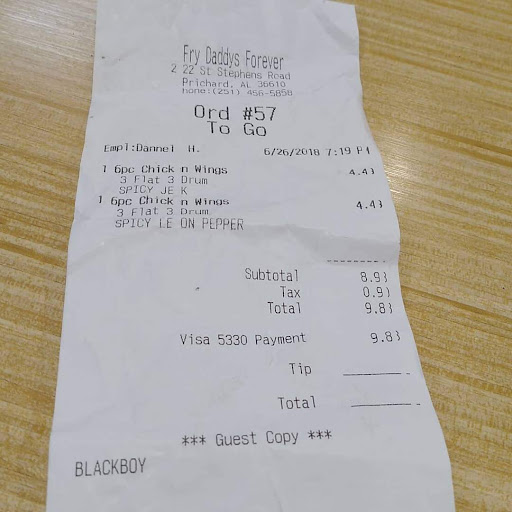 Fry Daddys Forever
2 22 St Stephens Road
Prichard, AL 36610
hone:(251) 456-5858
Ord #57
To Go
Empl:Dannel H. 6/26/2018 7:19 P
1 6pc Chick n Wings 4.4
3 Flat 3 Drum
SPICY JE K
1 6pc Chick n Wings 4.4
3 Flat 3 Drum
SPICY LE ON PEPPER
Subtotal 8.9
Tax 0.9
Total 9.8
Visa 5330 Payment 9.8
Tip
Total
*** Guest Copy ***
BLACKBOY